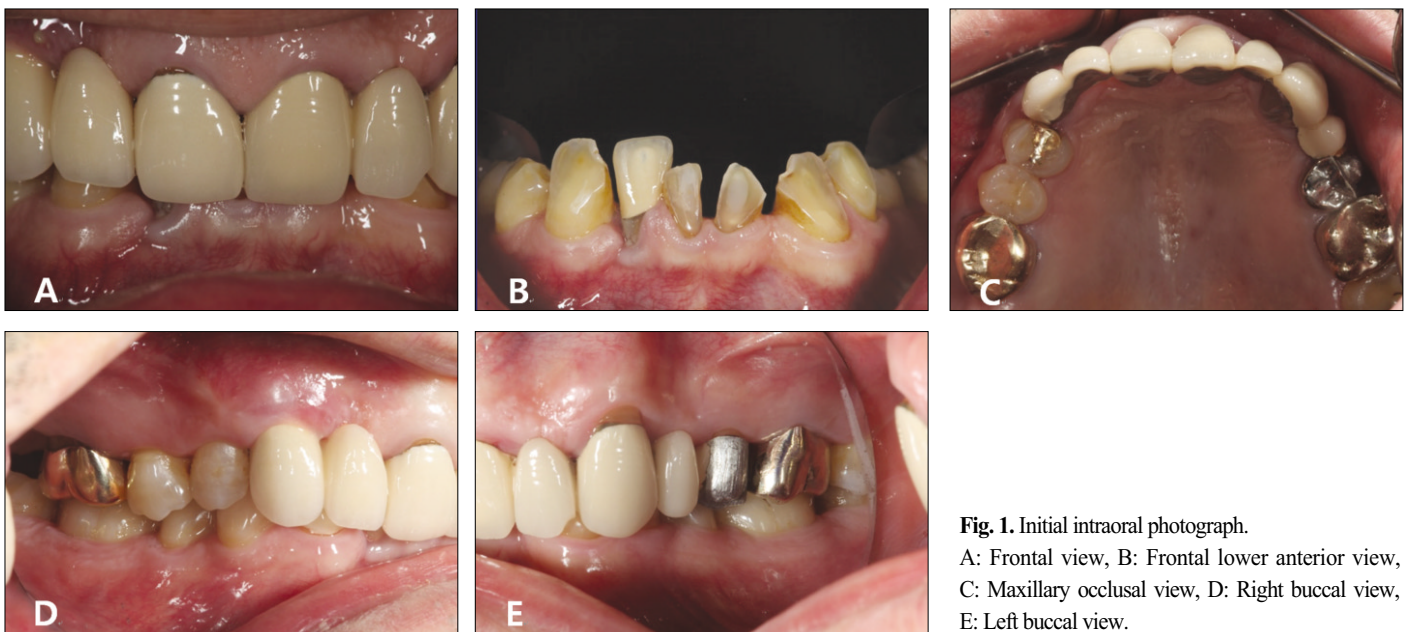 A
B
C
D
E
Fig. 1. Initial intraoral photograph.
A: Frontal view, B: Frontal lower anterior view,
C: Maxillary occlusal view, D: Right buccal view,
E: Left buccal view.